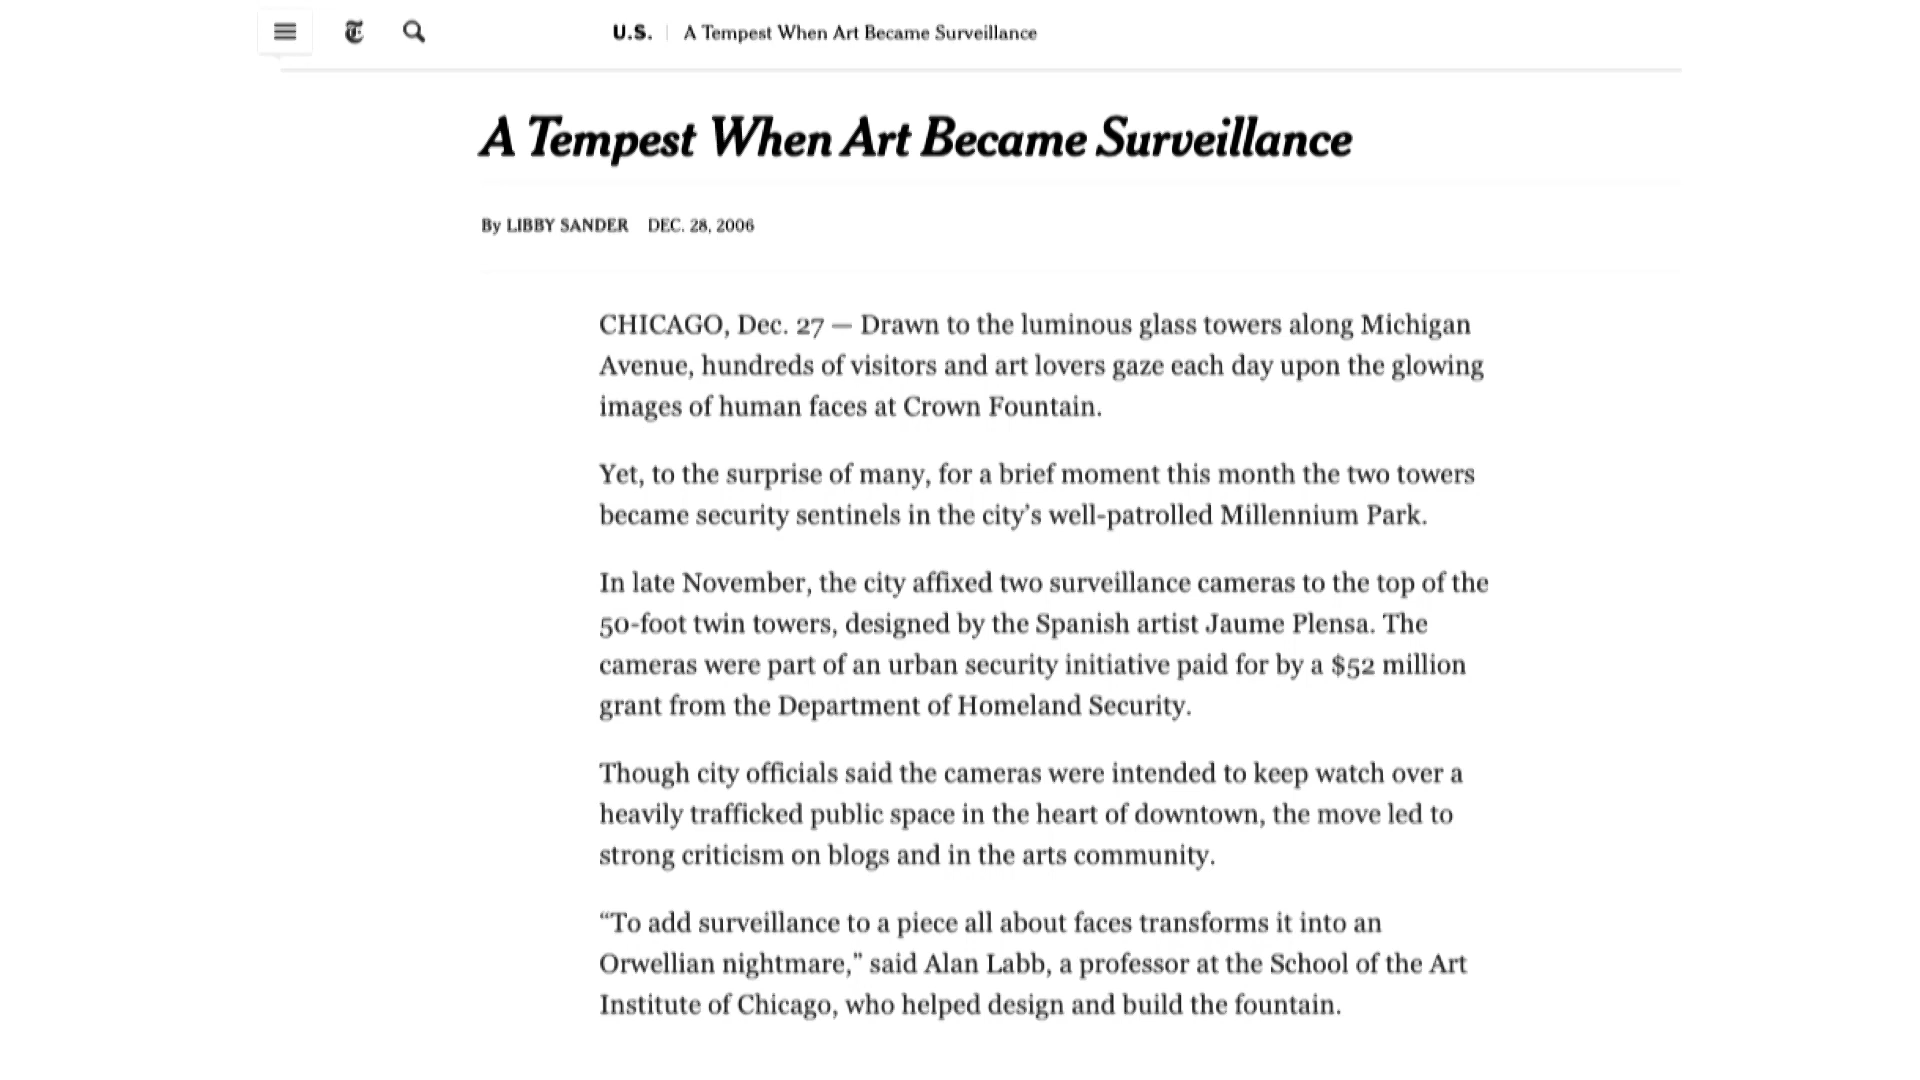 U.S. | A Tempest When Art Became Surveillance
A Tempest When Art Became Surveillance
By LIBBY SANDER DEC. 28, 2006
CHICAGO, Dec. 27 — Drawn to the luminous glass towers along Michigan
Avenue, hundreds of visitors and art lovers gaze each day upon the glowing
images of human faces at Crown Fountain.
Yet, to the surprise of many, for a brief moment this month the two towers
became security sentinels in the city’s well-patrolled Millennium Park.
In late November, the city affixed two surveillance cameras to the top of the
50-foot twin towers, designed by the Spanish artist Jaume Plensa. The
cameras were part of an urban security initiative paid for by a $52 million
grant from the Department of Homeland Security.
Though city officials said the cameras were intended to keep watch over a
heavily trafficked public space in the heart of downtown, the move led to
strong criticism on blogs and in the arts community.
“To add surveillance to a piece all about faces transforms it into an
Orwellian nightmare,” said Alan Labb, a professor at the School of the Art
Institute of Chicago, who helped design and build the fountain.